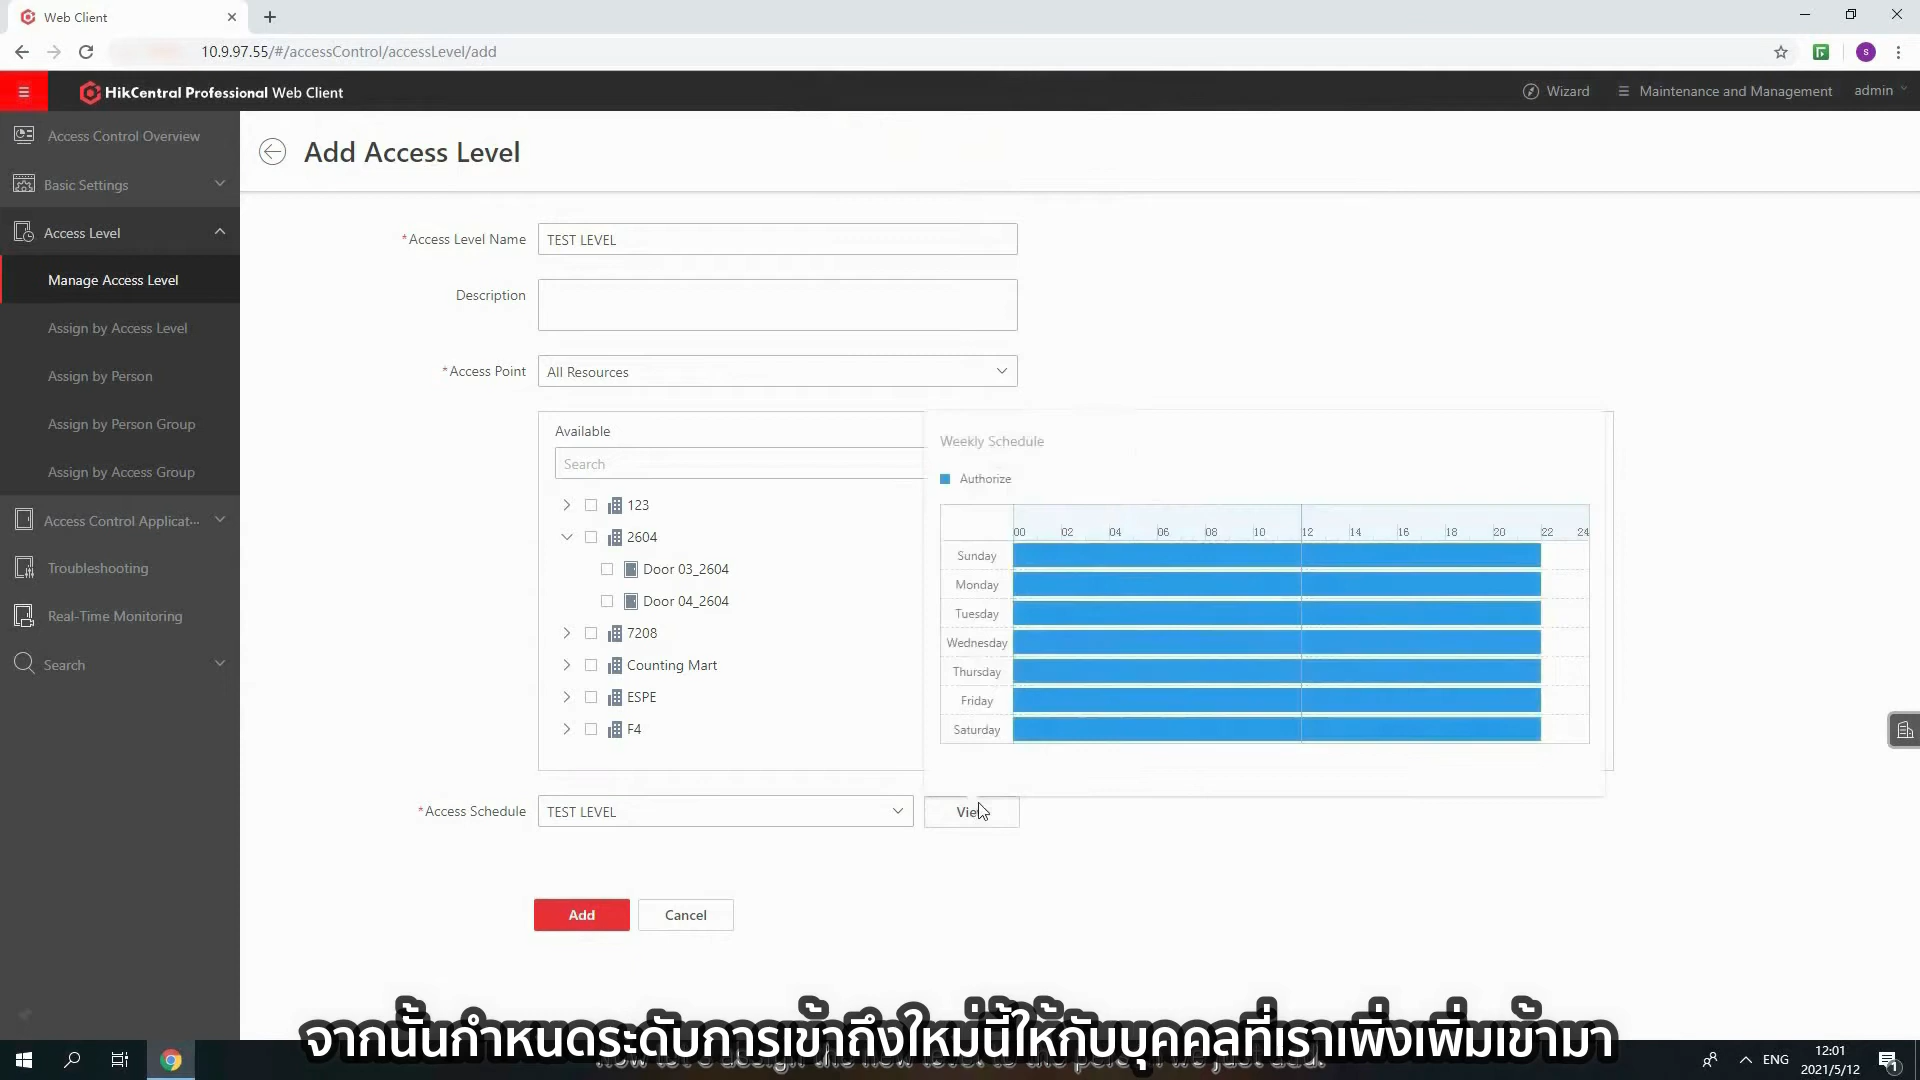 Web Client
10.9.97.55/#/accessControl/accessLevel/add
HikCentral Professional Web Client
Wizard
Maintenance and Management
admin
Access Control Overview
Basic Settings
Access Level
Manage Access Level
Assign by Access Level
Assign by Person
Assign by Person Group
Assign by Access Group
Access Control Applicat...
Troubleshooting
Real-Time Monitoring
Search
Add Access Level
*Access Level Name
TEST LEVEL
Description
*Access Point
All Resources
Available
Search
123
2604
Door 03_2604
Door 04_2604
7208
Counting Mart
ESPE
F4
Weekly Schedule
Authorize
00 02 04 06 08 10 12 14 16 18 20 22 24
Sunday
Monday
Tuesday
Wednesday
Thursday
Friday
Saturday
*Access Schedule
TEST LEVEL
View
Add
Cancel
จากนั้นกำหนดระดับการเข้าถึงใหม่นี้ให้กับบุคคลที่เราเพิ่งเพิ่มเข้ามา
ENG
12:01
2021/5/12